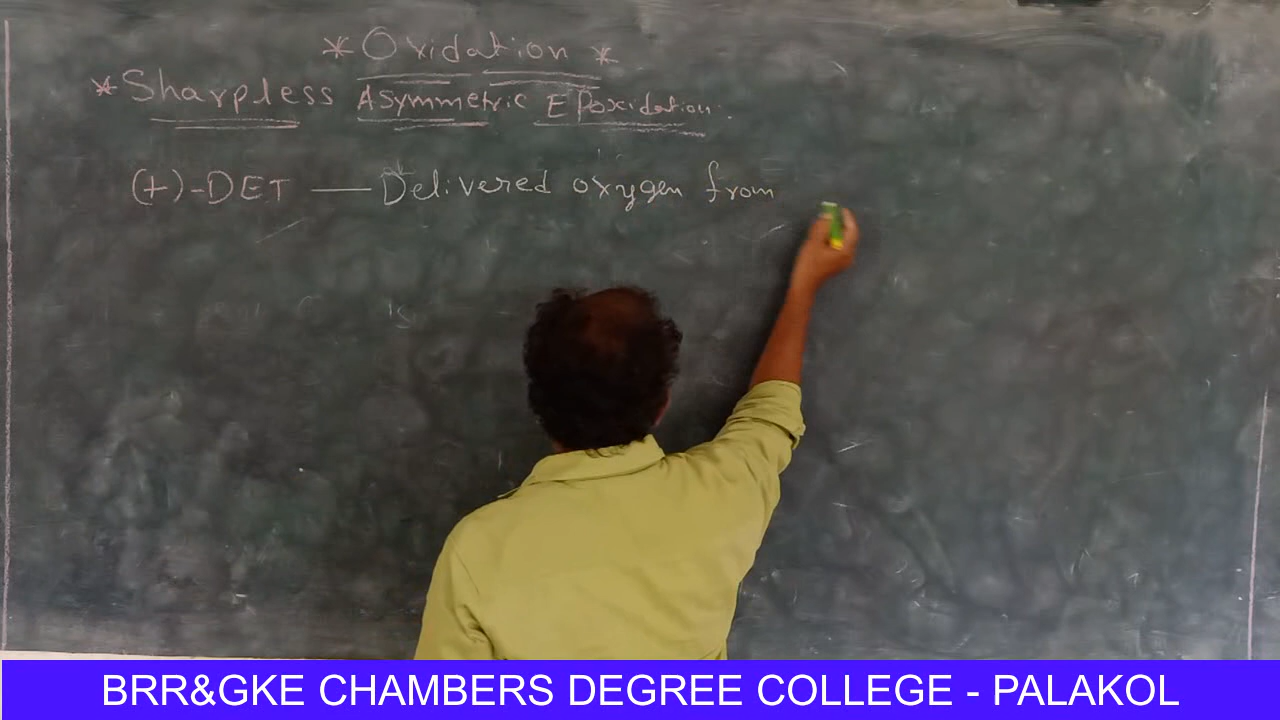 * Oxidation *
* Sharpless Asymmetric EPoxidation.
(+)-DET — Delivered oxygen from
BRR&GKE CHAMBERS DEGREE COLLEGE - PALAKOL